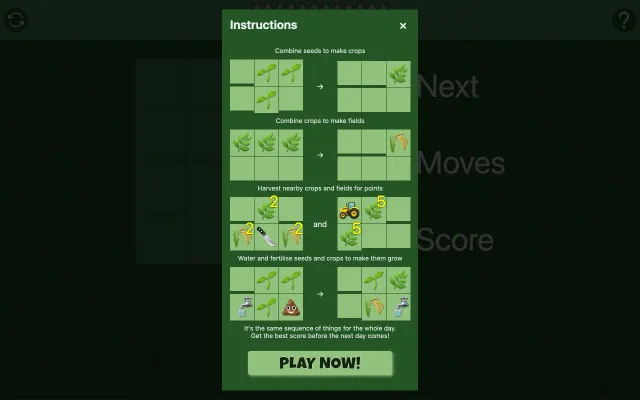 Instructions
×
Combine seeds to make crops
→
Combine crops to make fields
→
Next
Harvest nearby crops and fields for points
2
2
2
and
5
5
Moves
Water and fertilise seeds and crops to make them grow
→
Score
It's the same sequence of things for the whole day.
Get the best score before the next day comes!
PLAY NOW!
?